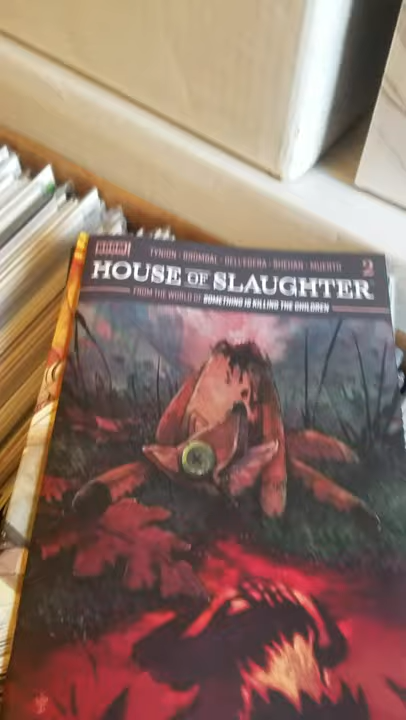 BOOM!
TYNION · BROMBAL · DELL'EDERA · SHEHAN · MUERTO
2
HOUSE OF SLAUGHTER
FROM THE WORLD OF SOMETHING IS KILLING THE CHILDREN